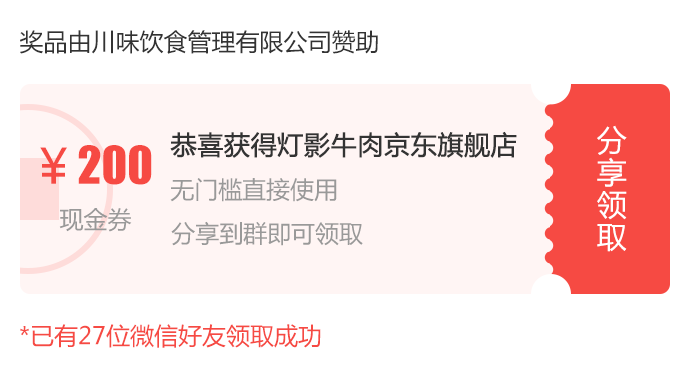 奖品由川味饮食管理有限公司赞助
¥ 200
现金券
恭喜获得灯影牛肉京东旗舰店
无门槛直接使用
分享到群即可领取
分享领取
*已有27位微信好友领取成功